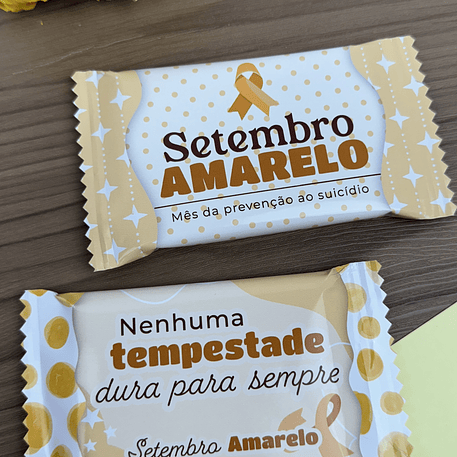 Setembro
AMARELO
Mês da prevenção ao suicídio
Nenhuma
tempestade
dura para sempre
Setembro Amarelo